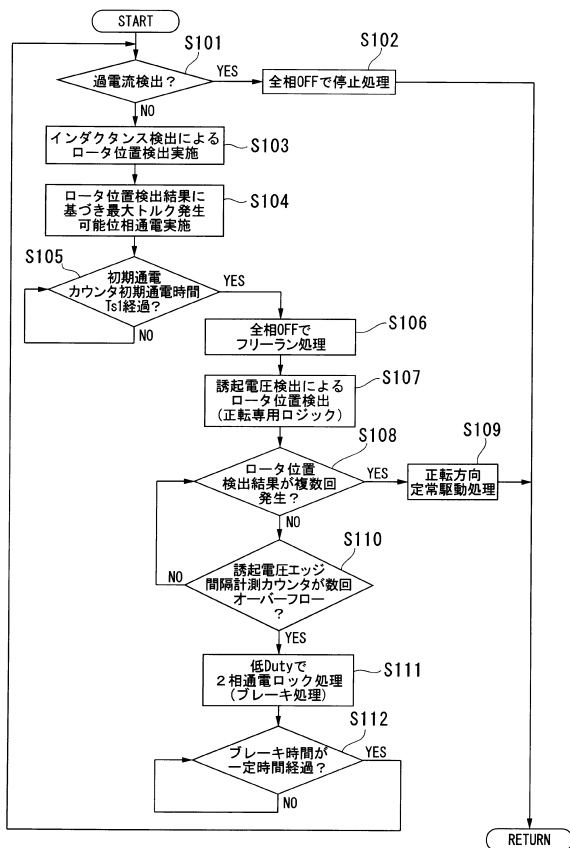 START
S101
過電流検出?
YES
NO
S102
全相OFFで停止処理
インダクタンス検出による
ロータ位置検出実施
S103
ロータ位置検出結果に
基づき最大トルク発生
可能位相通電実施
S104
S105
初期通電
カウンタ初期通電時間
Ts1経過?
YES
NO
全相OFFで
フリーラン処理
S106
誘起電圧検出による
ロータ位置検出
(正転専用ロジック)
S107
S108
ロータ位置
検出結果が複数回
発生?
YES
NO
S109
正転方向
定常駆動処理
S110
誘起電圧エッジ
間隔計測カウンタが数回
オーバーフロー
?
NO
YES
低Dutyで
2相通電ロック処理
(ブレーキ処理)
S111
S112
ブレーキ時間が
一定時間経過?
YES
NO
RETURN